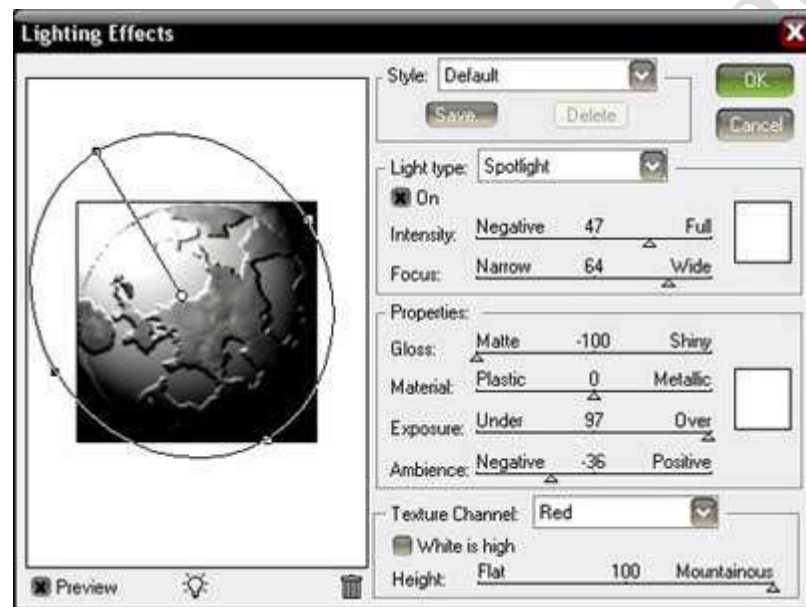 Lighting Effects
Style: Default
OK
Save...
Delete
Cancel
Light type: Spotlight
On
Intensity: Negative 47 Full
Focus: Narrow 64 Wide
Properties:
Gloss: Matte -100 Shiny
Material: Plastic 0 Metallic
Exposure: Under 97 Over
Ambience: Negative -36 Positive
Texture Channel: Red
White is high
Height: Flat 100 Mountainous
Preview